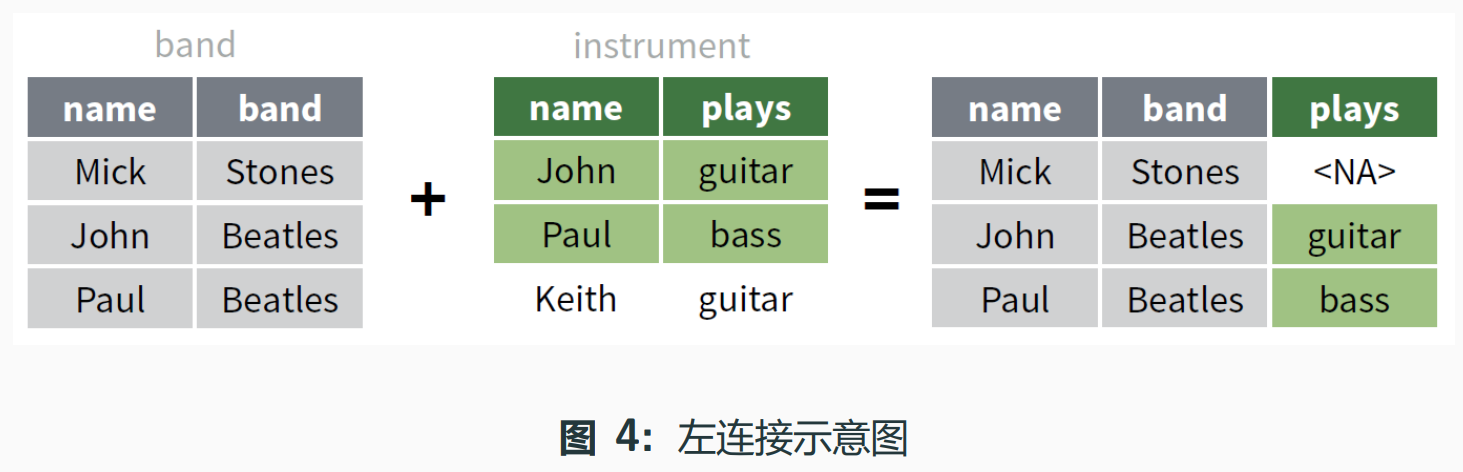 band instrument
name band name plays name band plays
Mick Stones John guitar Mick Stones <NA>
John Beatles + Paul bass = John Beatles guitar
Paul Beatles Keith guitar Paul Beatles bass
图 4: 左连接示意图